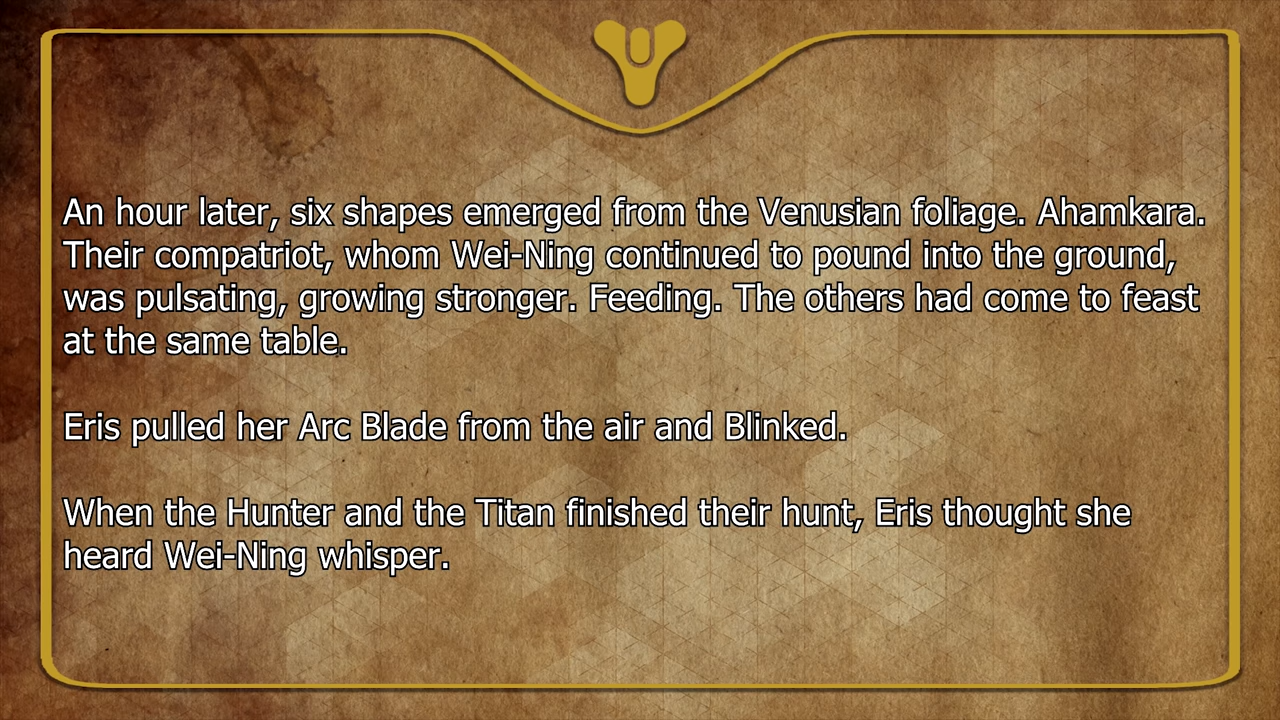 An hour later, six shapes emerged from the Venusian foliage. Ahamkara.
Their compatriot, whom Wei-Ning continued to pound into the ground,
was pulsating, growing stronger. Feeding. The others had come to feast
at the same table.
Eris pulled her Arc Blade from the air and Blinked.
When the Hunter and the Titan finished their hunt, Eris thought she
heard Wei-Ning whisper.